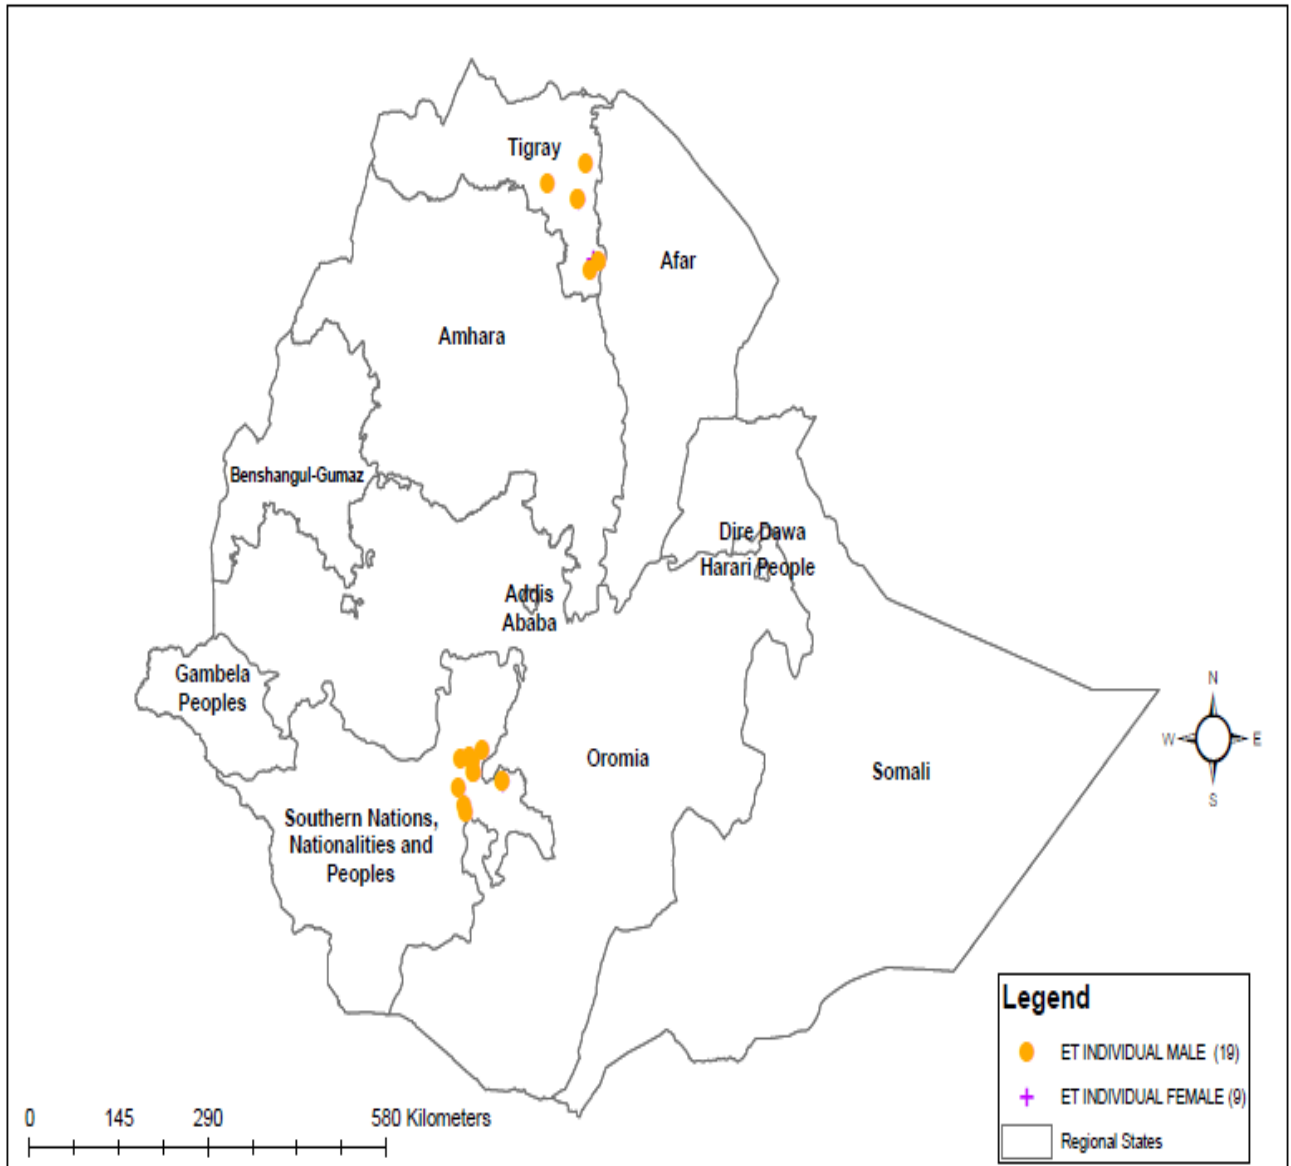 Tigray
Afar
Amhara
Benshangul-Gumaz
Dire Dawa
Harari People
Addis
Ababa
Gambela
Peoples
Oromia
Somali
Southern Nations,
Nationalities and
Peoples
N
W E
S
Legend
ET INDIVIDUAL MALE (19)
ET INDIVIDUAL FEMALE (9)
Regional States
0 145 290 580 Kilometers